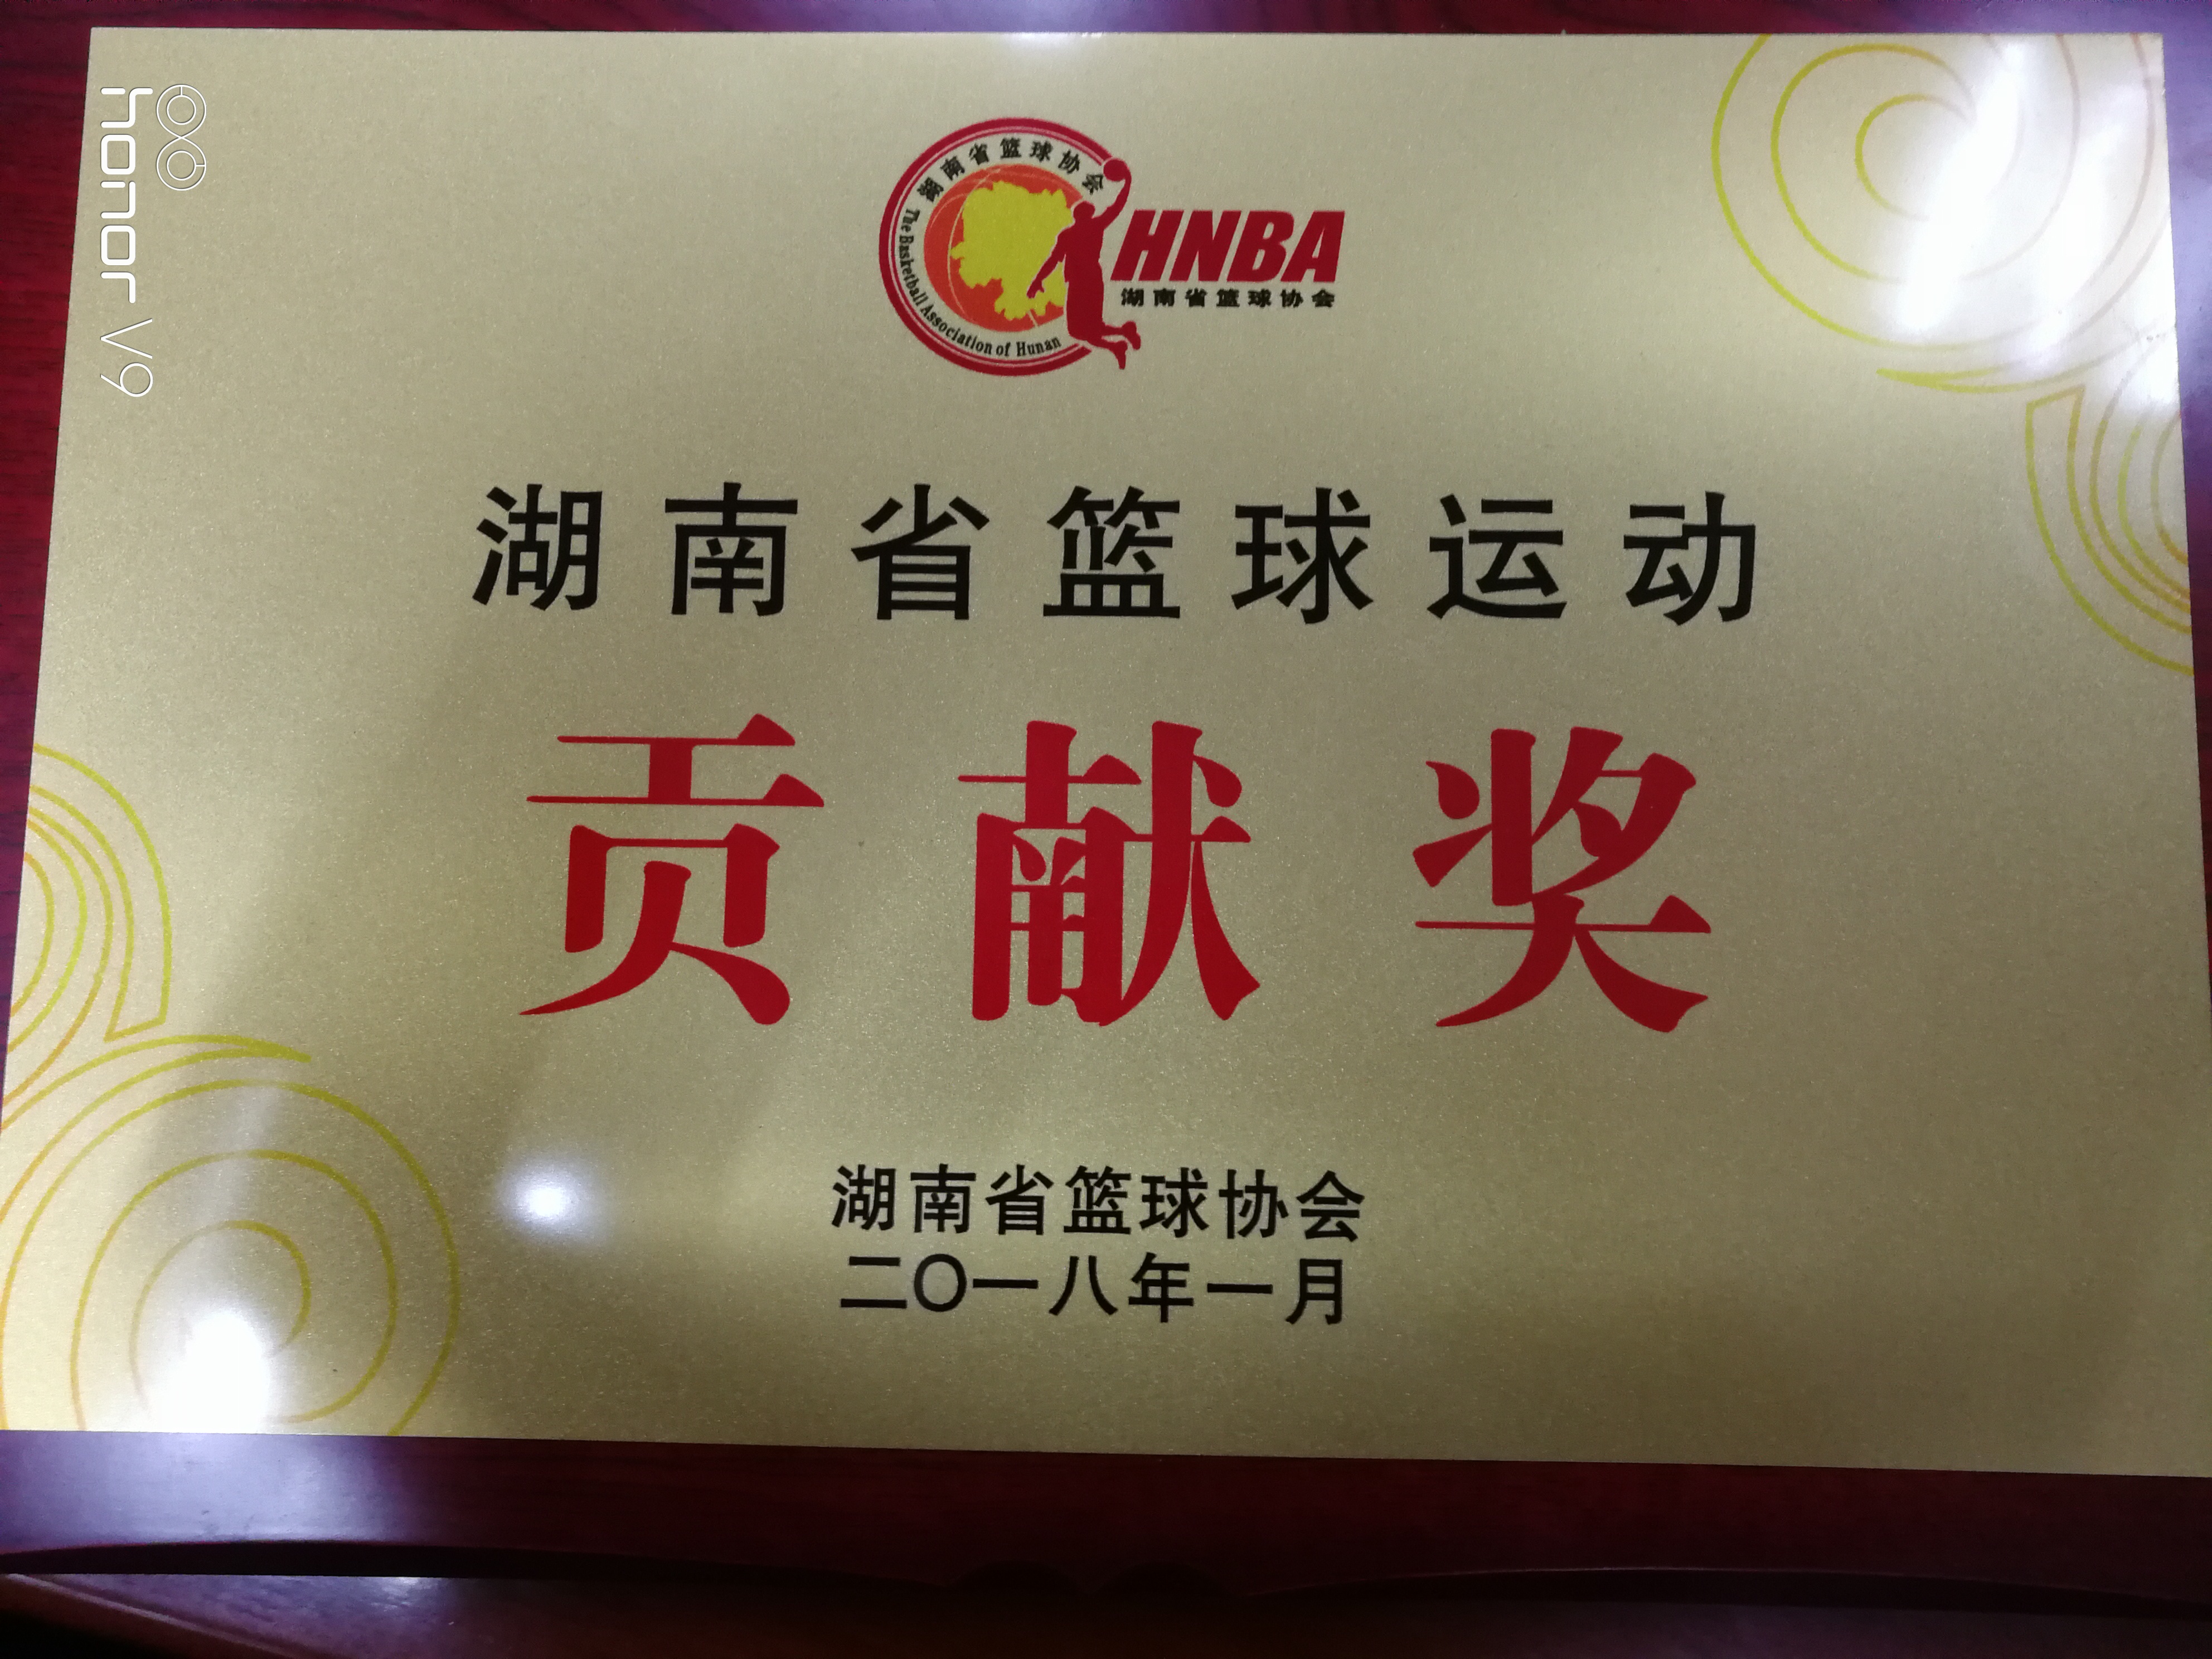 honor V9
湖南省篮球协会
The Basketball Association of Hunan
HNBA
湖南省篮球协会
湖南省篮球运动
贡献奖
湖南省篮球协会
二〇一八年一月